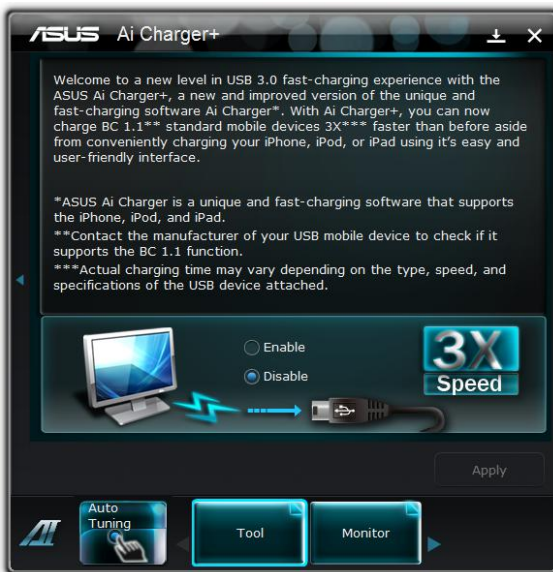 ASUS Ai Charger+
Welcome to a new level in USB 3.0 fast-charging experience with the
ASUS Ai Charger+, a new and improved version of the unique and
fast-charging software Ai Charger*. With Ai Charger+, you can now
charge BC 1.1** standard mobile devices 3X*** faster than before aside
from conveniently charging your iPhone, iPod, or iPad using it's easy and
user-friendly interface.
*ASUS Ai Charger is a unique and fast-charging software that supports
the iPhone, iPod, and iPad.
**Contact the manufacturer of your USB mobile device to check if it
supports the BC 1.1 function.
***Actual charging time may vary depending on the type, speed, and
specifications of the USB device attached.
Enable
Disable
3X
Speed
Apply
AI
Auto
Tuning
Tool
Monitor